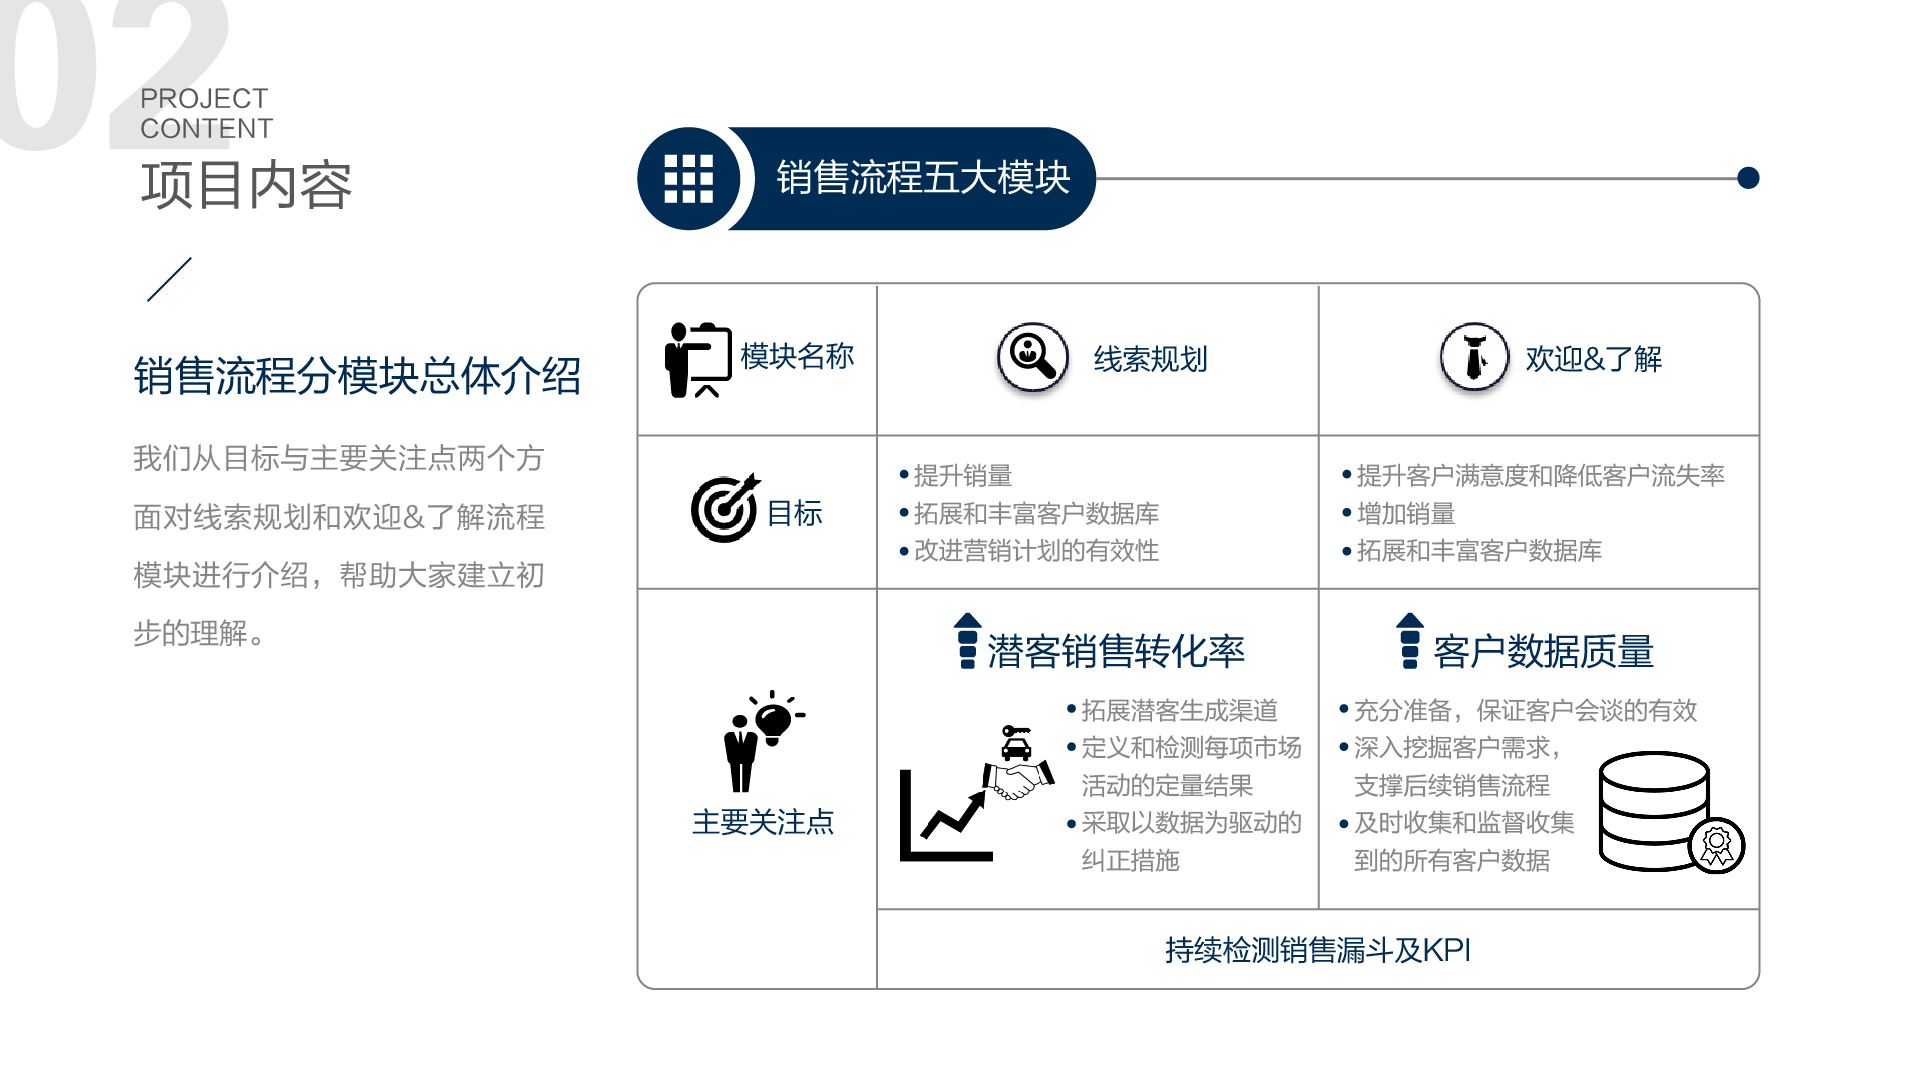 02
PROJECT
CONTENT
项目内容
销售流程分模块总体介绍
我们从目标与主要关注点两个方
面对线索规划和欢迎&了解流程
模块进行介绍，帮助大家建立初
步的理解。
销售流程五大模块
模块名称
线索规划
欢迎&了解
目标
提升销量
拓展和丰富客户数据库
改进营销计划的有效性
提升客户满意度和降低客户流失率
增加销量
拓展和丰富客户数据库
主要关注点
潜客销售转化率
拓展潜客生成渠道
定义和检测每项市场
活动的定量结果
采取以数据为驱动的
纠正措施
客户数据质量
充分准备，保证客户会谈的有效
深入挖掘客户需求，
支撑后续销售流程
及时收集和监督收集
到的所有客户数据
持续检测销售漏斗及KPI